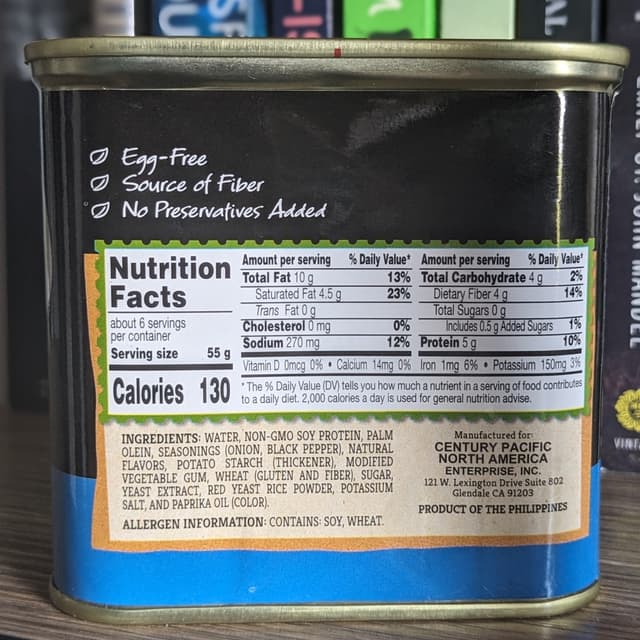 Egg-Free
Source of Fiber
No Preservatives Added
Nutrition
Facts
about 6 servings
per container
Serving size 55 g
Calories 130
Amount per serving % Daily Value*
Total Fat 10 g 13%
Saturated Fat 4.5 g 23%
Trans Fat 0 g
Cholesterol 0 mg 0%
Sodium 270 mg 12%
Amount per serving % Daily Value*
Total Carbohydrate 4 g 2%
Dietary Fiber 4 g 14%
Total Sugars 0 g
Includes 0.5 g Added Sugars 1%
Protein 5 g 10%
Vitamin D 0mcg 0% • Calcium 14mg 0% Iron 1mg 6% • Potassium 150mg 3%
* The % Daily Value (DV) tells you how much a nutrient in a serving of food contributes
to a daily diet. 2,000 calories a day is used for general nutrition advise.
INGREDIENTS: WATER, NON-GMO SOY PROTEIN, PALM
OLEIN, SEASONINGS (ONION, BLACK PEPPER), NATURAL
FLAVORS, POTATO STARCH (THICKENER), MODIFIED
VEGETABLE GUM, WHEAT (GLUTEN AND FIBER), SUGAR,
YEAST EXTRACT, RED YEAST RICE POWDER, POTASSIUM
SALT, AND PAPRIKA OIL (COLOR).
ALLERGEN INFORMATION: CONTAINS: SOY, WHEAT.
Manufactured for:
CENTURY PACIFIC
NORTH AMERICA
ENTERPRISE, INC.
121 W. Lexington Drive Suite 802
Glendale CA 91203
PRODUCT OF THE PHILIPPINES
MANDEL
VINT